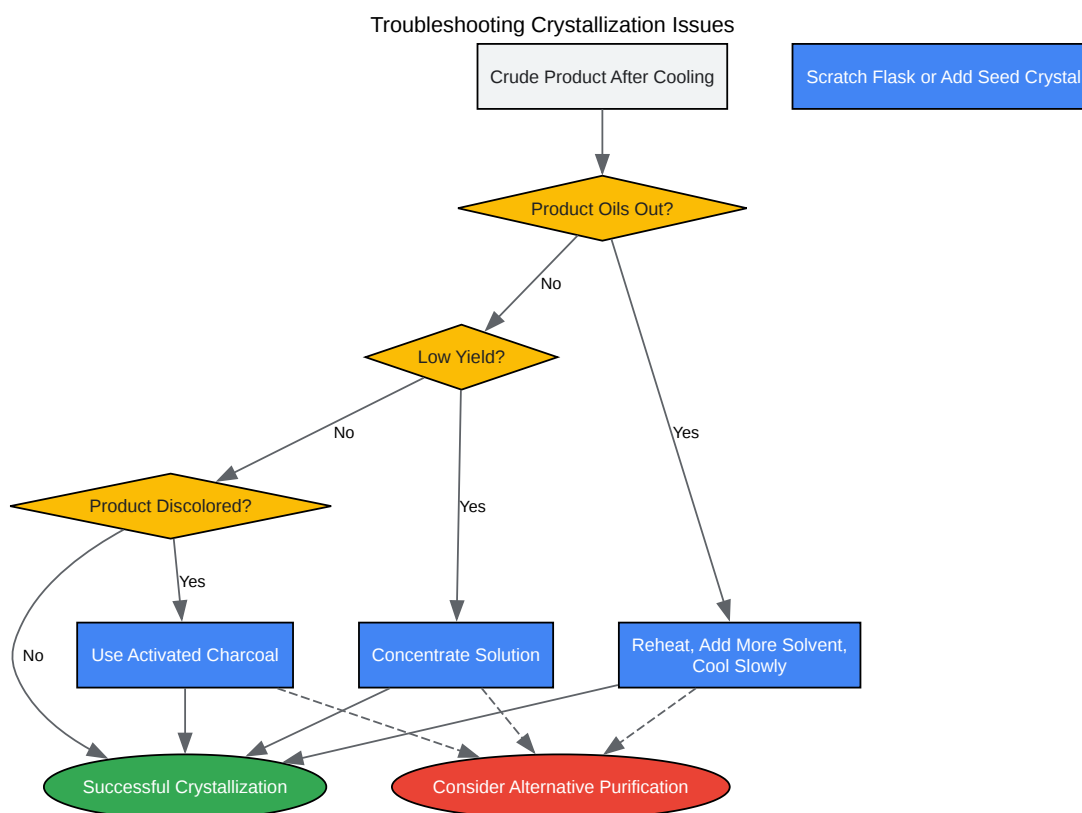 Troubleshooting Crystallization Issues
Crude Product After Cooling
Scratch Flask or Add Seed Crystal
Product Oils Out?
No
Low Yield?
No
Yes
Product Discolored?
Yes
Yes
No
Use Activated Charcoal
Concentrate Solution
Reheat, Add More Solvent,
Cool Slowly
Successful Crystallization
Consider Alternative Purification